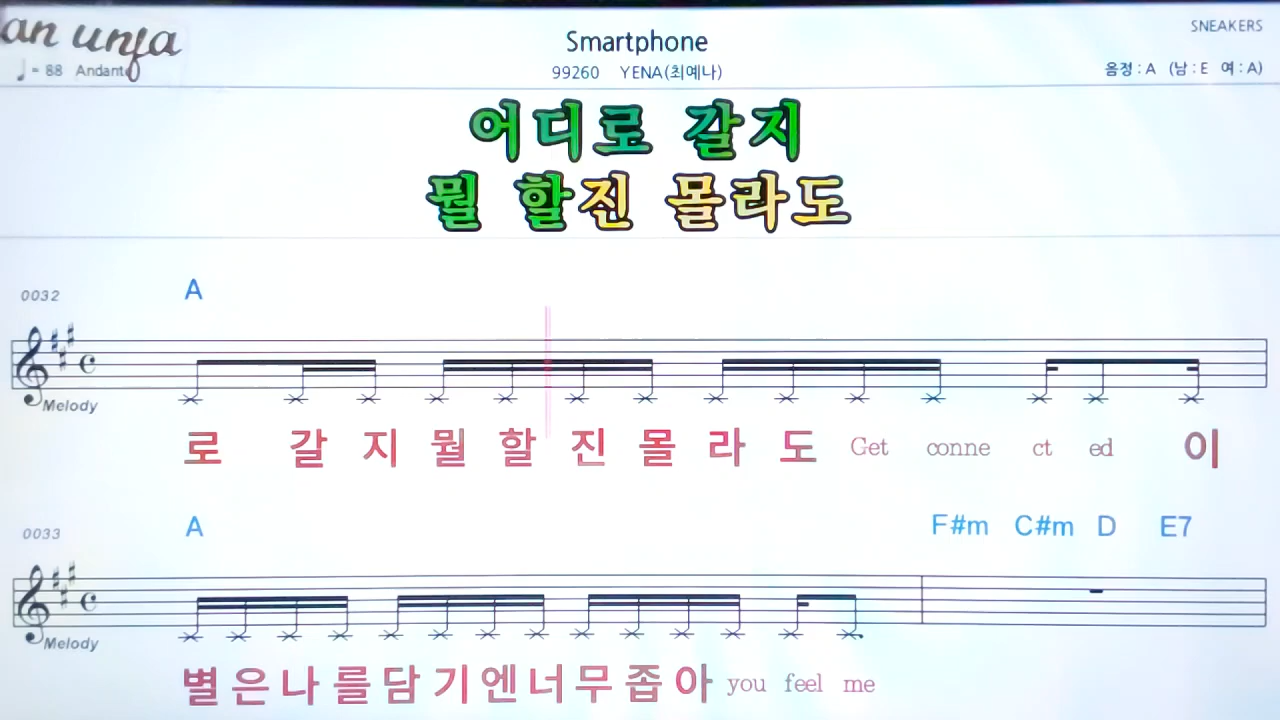 SNEAKERS
Smartphone
♩= 88 Andante
99260 YENA(최예나)
음정 : A (남 : E 여 : A)
어디로 갈지
뭘 할진 몰라도
0032
A
Melody
로 갈 지 뭘 할 진 몰 라 도 Get conne ct ed 이
0033
A F#m C#m D E7
Melody
별 은 나 를 담 기 엔 너 무 좁 아 you feel me